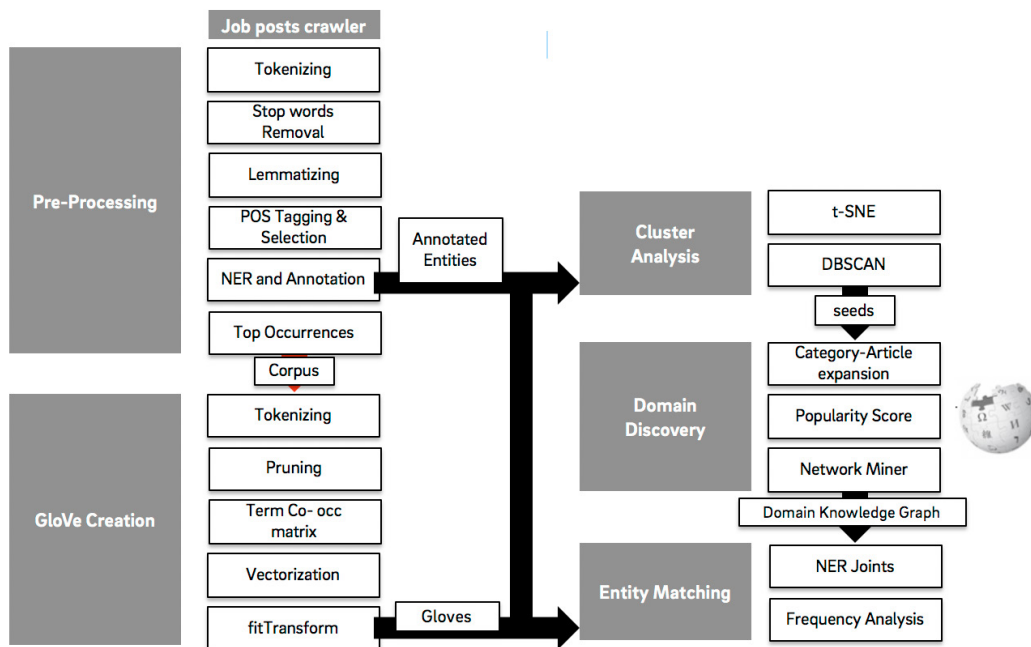 Job posts crawler
Pre-Processing
Tokenizing
Stop words
Removal
Lemmatizing
POS Tagging &
Selection
NER and Annotation
Top Occurrences
Annotated
Entities
Corpus
GloVe Creation
Tokenizing
Pruning
Term Co- occ
matrix
Vectorization
fitTransform
Gloves
Cluster
Analysis
t-SNE
DBSCAN
seeds
Domain
Discovery
Category-Article
expansion
Popularity Score
Network Miner
Domain Knowledge Graph
Entity Matching
NER Joints
Frequency Analysis